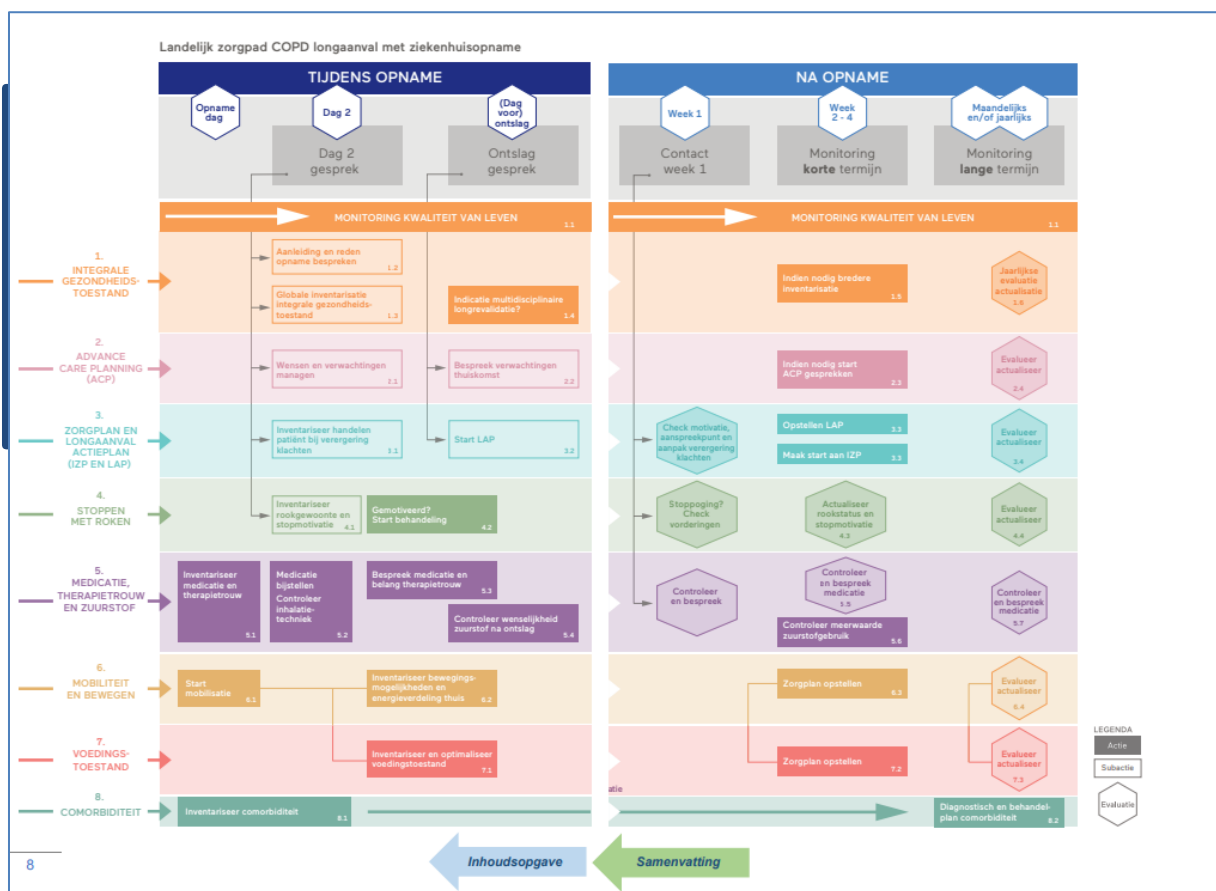 Landelijk zorgpad COPD longaanval met ziekenhuisopname
TIJDENS OPNAME
NA OPNAME
Opname
dag
Dag 2
(Dag
voor)
ontslag
Week 1
Week
2 - 4
Maandelijks
en/of jaarlijks
Dag 2
gesprek
Ontslag
gesprek
Contact
week 1
Monitoring
korte termijn
Monitoring
lange termijn
MONITORING KWALITEIT VAN LEVEN
1.1
MONITORING KWALITEIT VAN LEVEN
1.1
1.
INTEGRALE
GEZONDHEIDS-
TOESTAND
Aanleiding en reden
opname bespreken
1.2
Globale inventarisatie
integrale gezondheids-
toestand
1.3
Indicatie multidisciplinaire
longrevalidatie?
1.4
Indien nodig bredere
inventarisatie
1.5
Jaarlijkse
evaluatie
actualisatie
1.6
2.
ADVANCE
CARE PLANNING
(ACP)
Wensen en verwachtingen
managen
2.1
Bespreek verwachtingen
thuiskomst
2.2
Indien nodig start
ACP gesprekken
2.3
Evalueer
actualiseer
2.4
3.
ZORGPLAN EN
LONGAANVAL
ACTIEPLAN
(IZP EN LAP)
Inventariseer handelen
patiënt bij verergering
klachten
3.1
Start LAP
3.2
Check motivatie,
aanspreekpunt en
aanpak verergering
klachten
Opstellen LAP
3.3
Maak start aan IZP
3.3
Evalueer
actualiseer
3.4
4.
STOPPEN
MET ROKEN
Inventariseer
rookgewoonte en
stopmotivatie
4.1
Gemotiveerd?
Start behandeling
4.2
Stoppoging?
Check
vorderingen
Actualiseer
rookstatus en
stopmotivatie
4.3
Evalueer
actualiseer
4.4
5.
MEDICATIE,
THERAPIETROUW
EN ZUURSTOF
Inventariseer
medicatie en
therapietrouw
5.1
Medicatie
bijstellen
Controleer
inhalatie-
techniek
5.2
Bespreek medicatie en
belang therapietrouw
5.3
Controleer wenselijkheid
zuurstof na ontslag
5.4
Controleer
en bespreek
Controleer
en bespreek
medicatie
5.5
Controleer meerwaarde
zuurstofgebruik
5.6
Controleer
en bespreek
medicatie
5.7
6.
MOBILITEIT
EN BEWEGEN
Start
mobilisatie
6.1
Inventariseer bewegings-
mogelijkheden en
energieverdeling thuis
6.2
Zorgplan opstellen
6.3
Evalueer
actualiseer
6.4
7.
VOEDINGS-
TOESTAND
Inventariseer en optimaliseer
voedingstoestand
7.1
Zorgplan opstellen
7.2
Evalueer
actualiseer
7.3
atie
8.
COMORBIDITEIT
Inventariseer comorbiditeit
8.1
Diagnostisch en behandel-
plan comorbiditeit
8.2
LEGENDA
Actie
Subactie
Evaluatie
8
Inhoudsopgave
Samenvatting